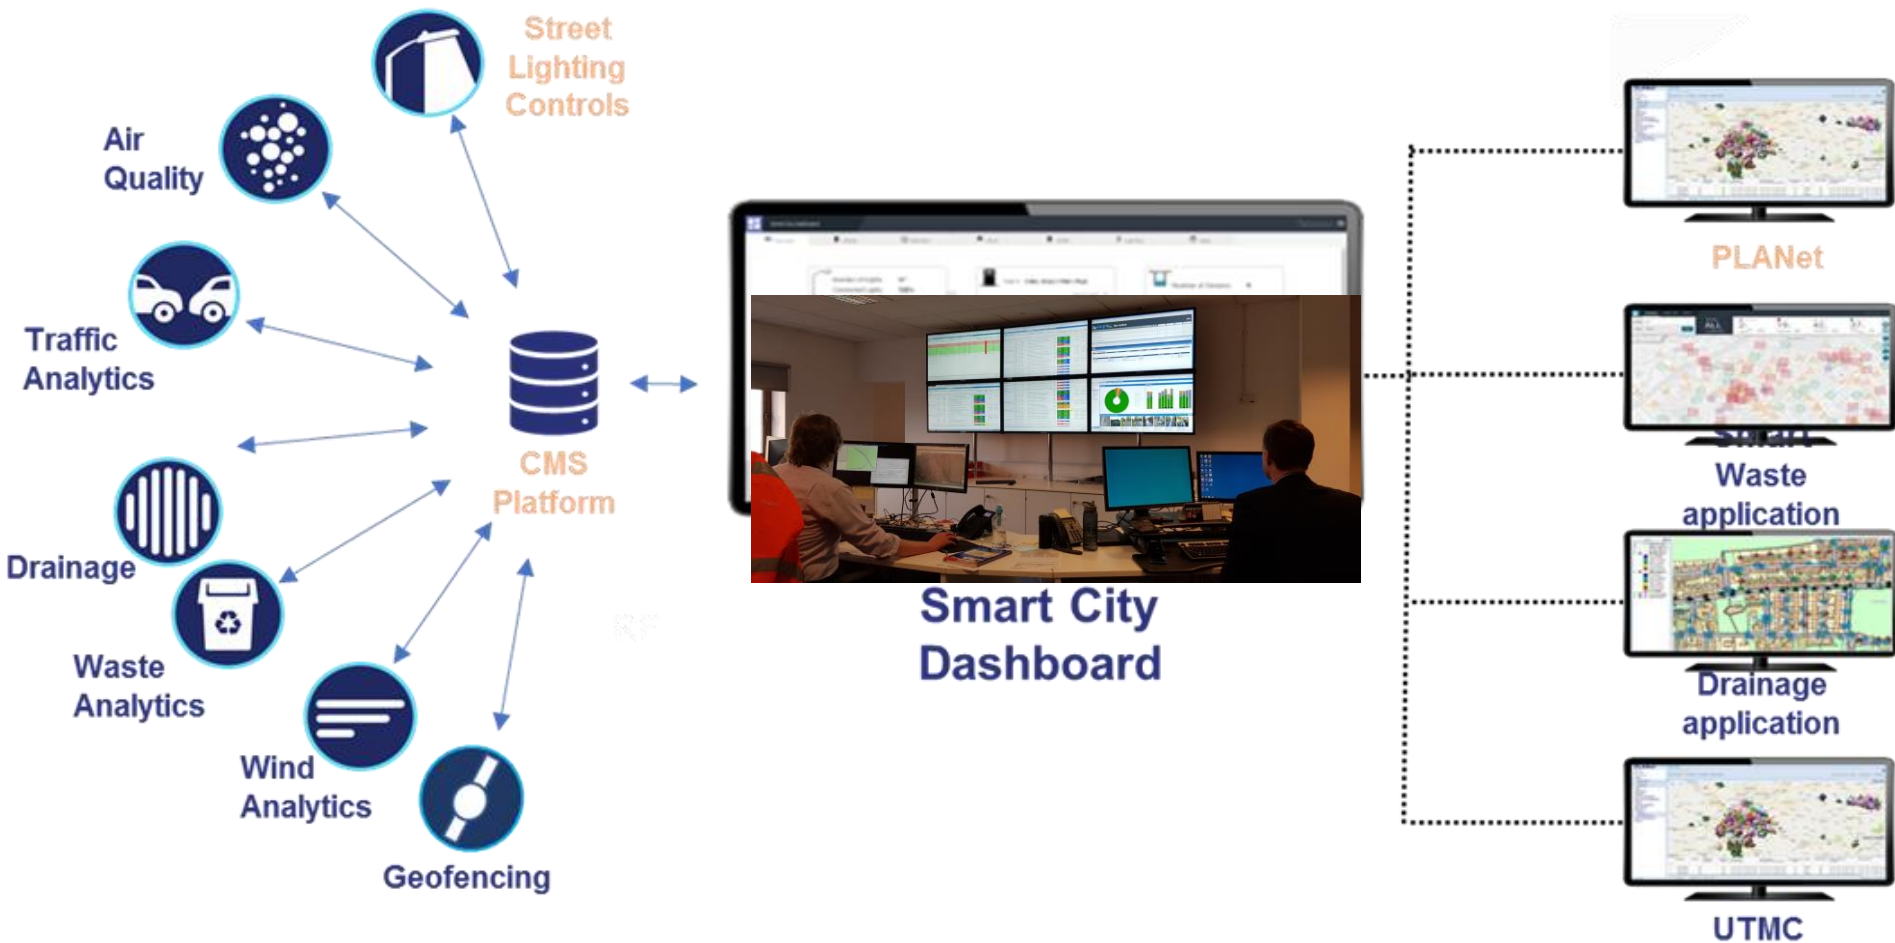 Street
Lighting
Controls
Air
Quality
Traffic
Analytics
CMS
Platform
Drainage
Waste
Analytics
Wind
Analytics
Geofencing
Smart City
Dashboard
PLANet
Smart
Waste
application
Drainage
application
UTMC